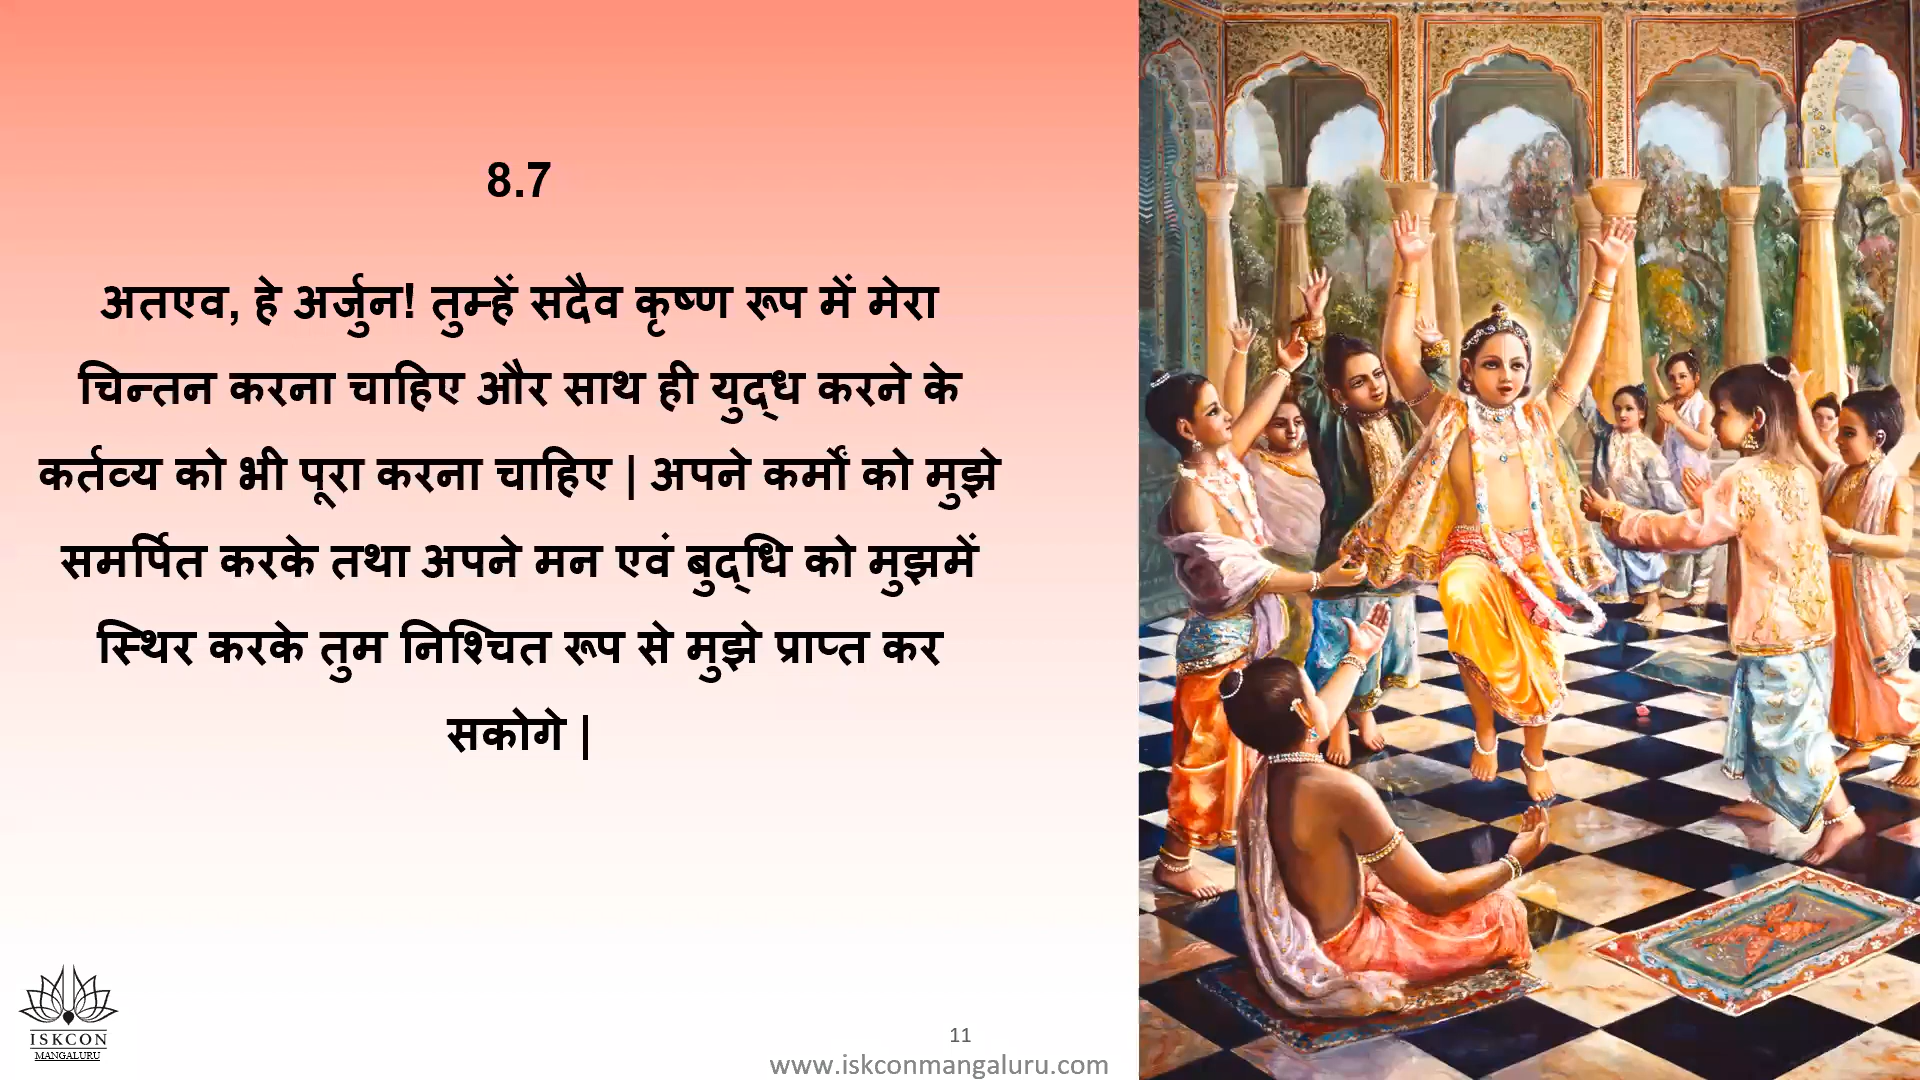 8.7
अतएव, हे अर्जुन! तुम्हें सदैव कृष्ण रूप में मेरा
चिन्तन करना चाहिए और साथ ही युद्ध करने के
कर्तव्य को भी पूरा करना चाहिए | अपने कर्मों को मुझे
समर्पित करके तथा अपने मन एवं बुद्धि को मुझमें
स्थिर करके तुम निश्चित रूप से मुझे प्राप्त कर
सकोगे |
ISKCON
MANGALURU
11
www.iskconmangaluru.com